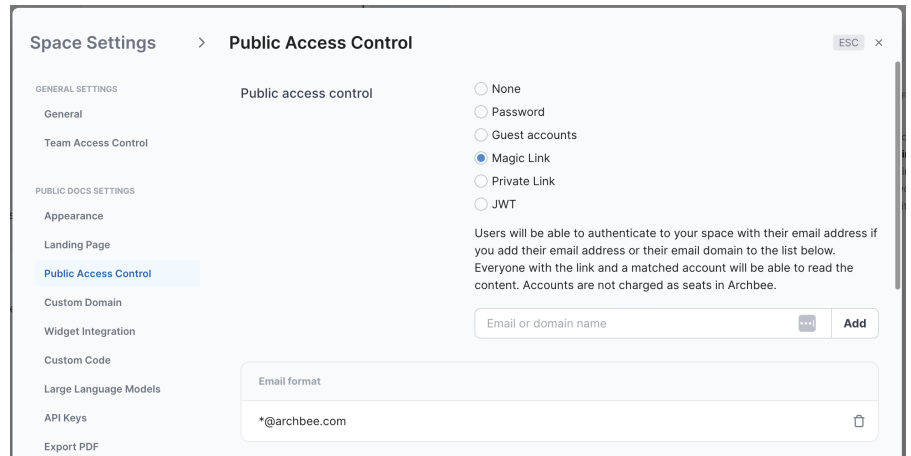 Space Settings > Public Access Control
ESC ×
GENERAL SETTINGS
General
Team Access Control
PUBLIC DOCS SETTINGS
Appearance
Landing Page
Public Access Control
Custom Domain
Widget Integration
Custom Code
Large Language Models
API Keys
Export PDF
Public access control
None
Password
Guest accounts
Magic Link
Private Link
JWT
Users will be able to authenticate to your space with their email address if
you add their email address or their email domain to the list below.
Everyone with the link and a matched account will be able to read the
content. Accounts are not charged as seats in Archbee.
Email or domain name
Add
Email format
*@archbee.com